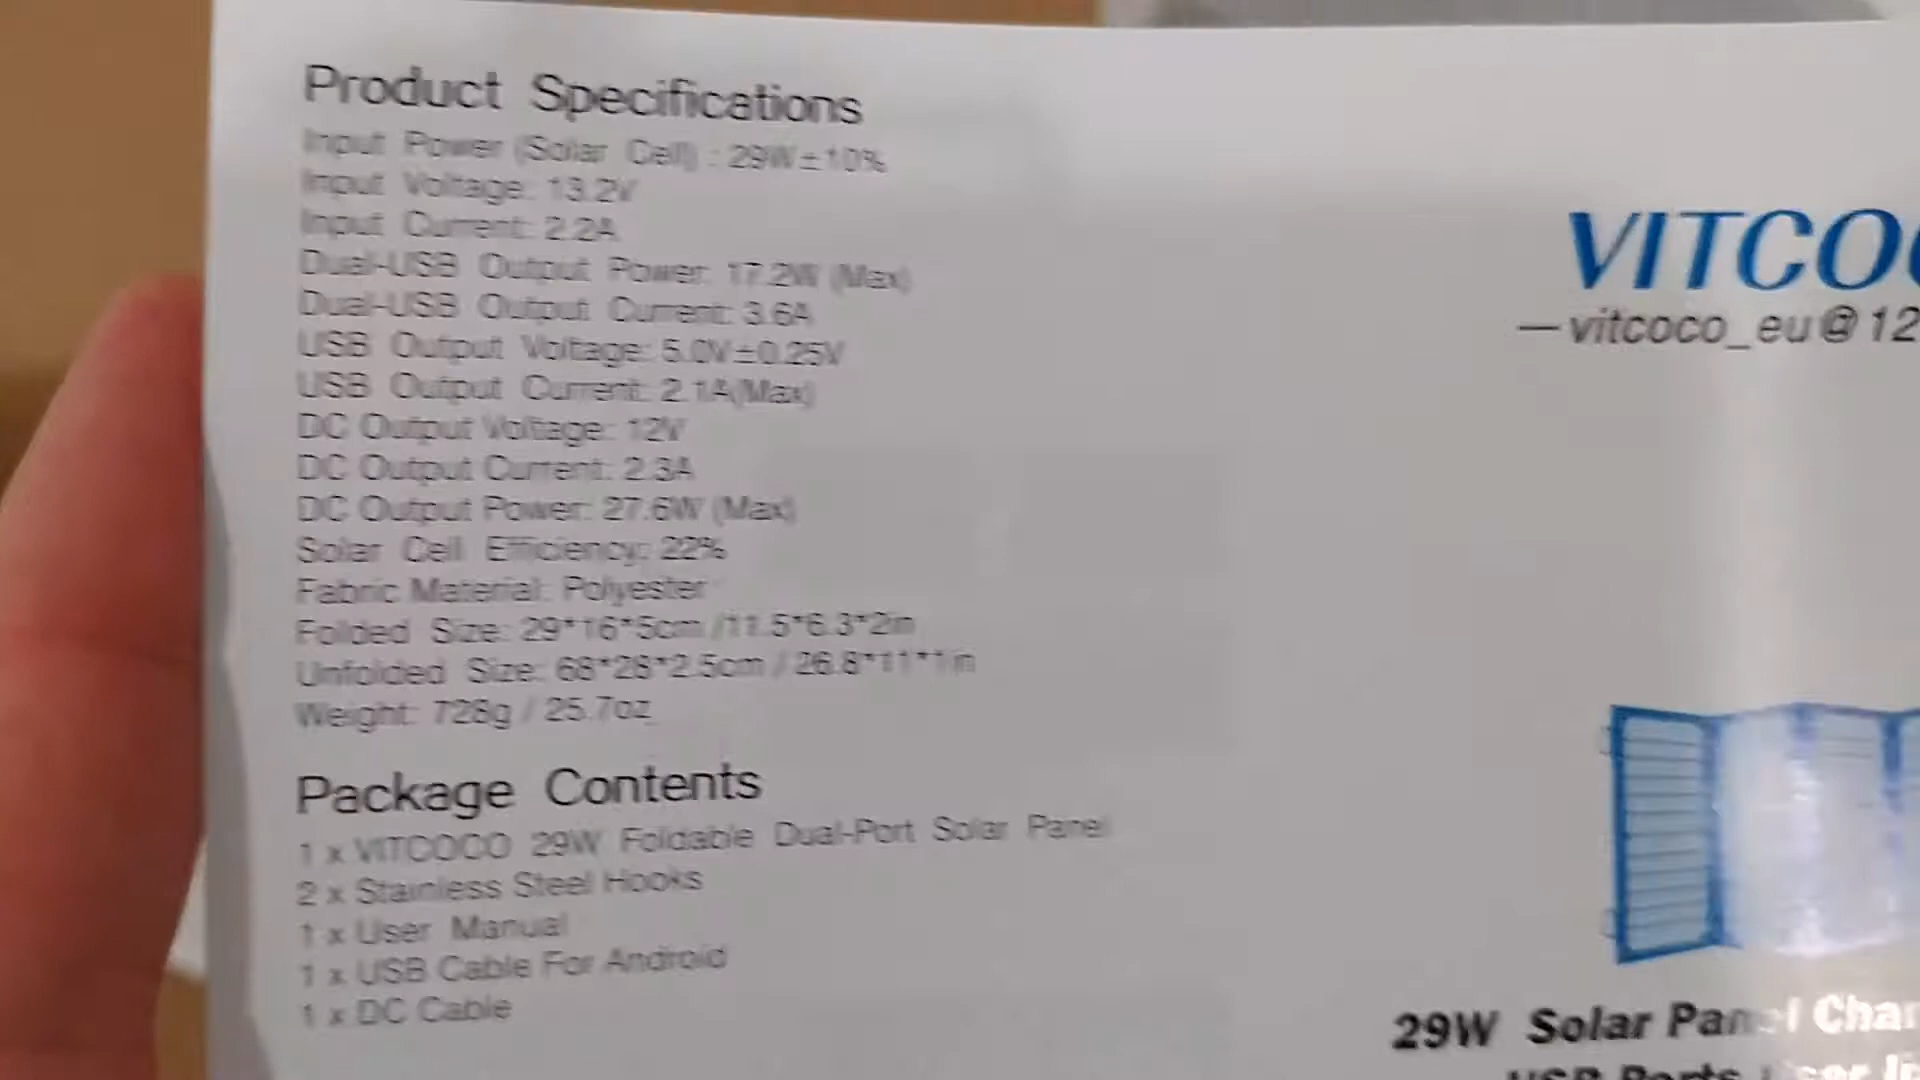 Product Specifications
Input Power (Solar Cell) : 29W±10%
Input Voltage: 13.2V
Input Current: 2.2A
Dual-USB Output Power: 17.2W (Max)
Dual-USB Output Current: 3.6A
USB Output Voltage: 5.0V±0.25V
USB Output Current: 2.1A(Max)
DC Output Voltage: 12V
DC Output Current: 2.3A
DC Output Power: 27.6W (Max)
Solar Cell Efficiency: 22%
Fabric Material: Polyester
Folded Size: 29*16*5cm /11.5*6.3*2in
Unfolded Size: 68*28*2.5cm / 26.8*11*1in
Weight: 728g / 25.7oz
Package Contents
1 x VITCOCO 29W Foldable Dual-Port Solar Panel
2 x Stainless Steel Hooks
1 x User Manual
1 x USB Cable For Android
1 x DC Cable
VITCO
—vitcoco_eu@12
29W Solar Panel Char
USB Ports User